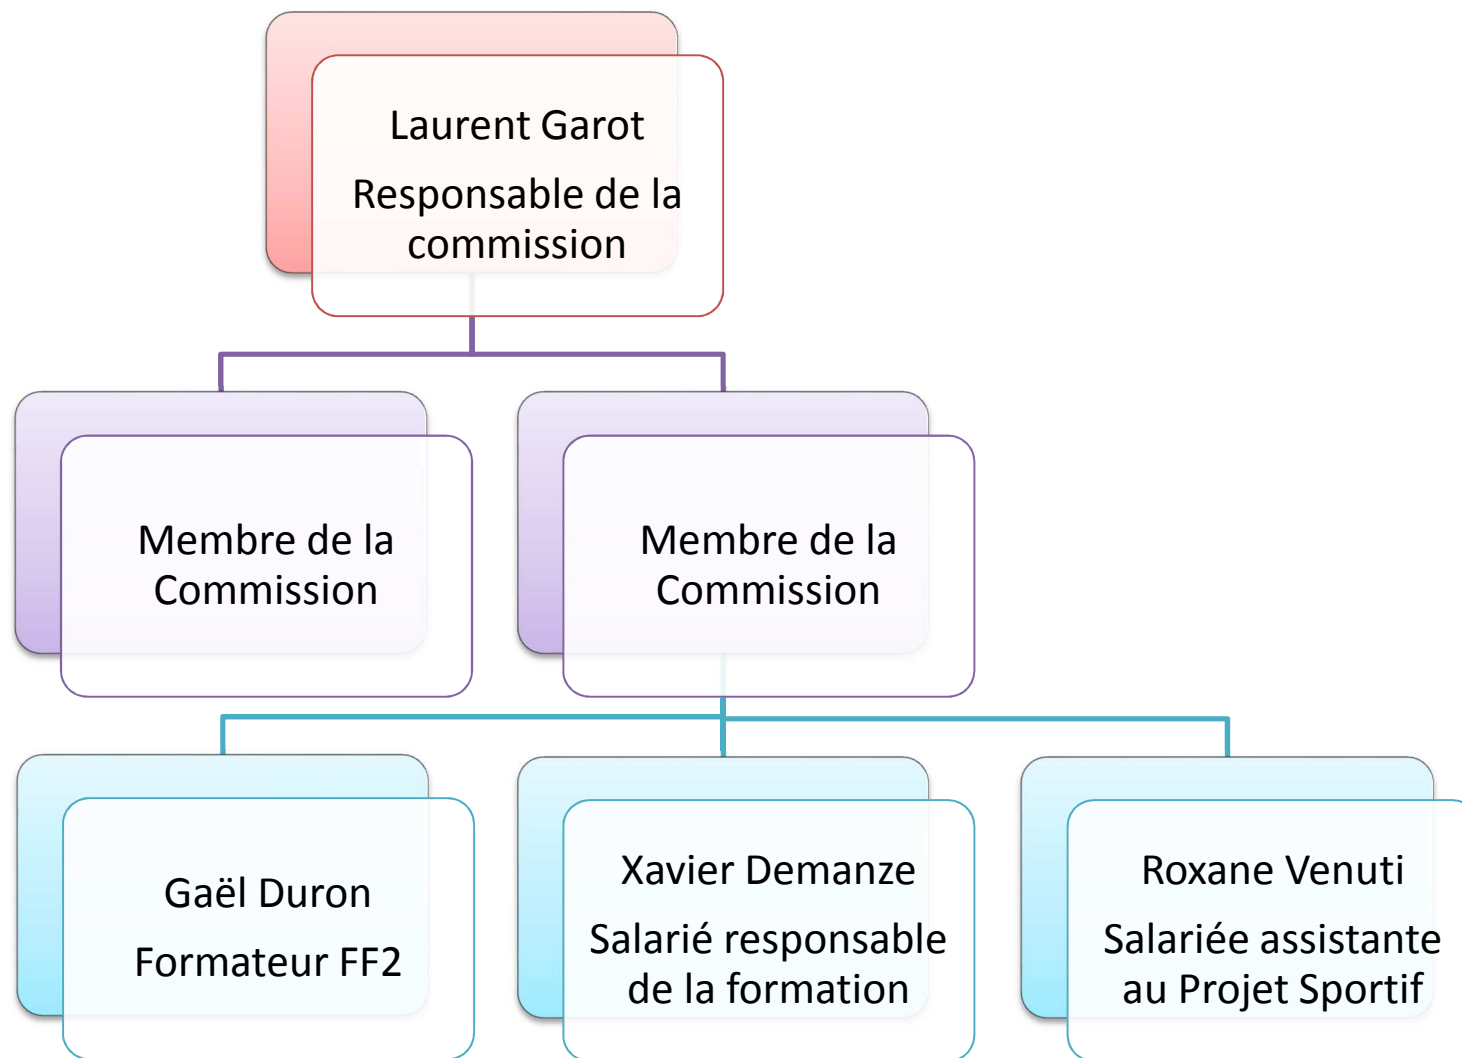 Laurent Garot
Responsable de la
commission
Membre de la
Commission
Membre de la
Commission
Gaël Duron
Formateur FF2
Xavier Demanze
Salarié responsable
de la formation
Roxane Venuti
Salariée assistante
au Projet Sportif